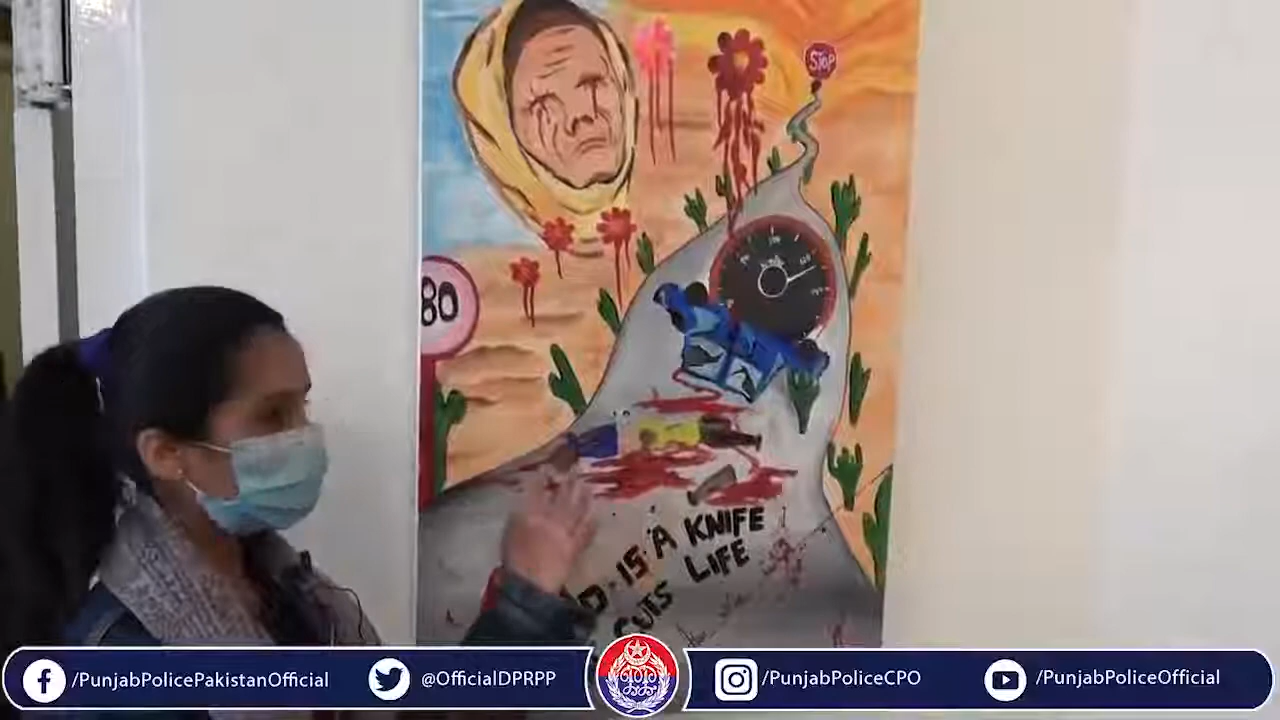 STOP
80
IS A KNIFE
CUTS LIFE
/PunjabPolicePakistanOfficial
@OfficialDPRPP
/PunjabPoliceCPO
/PunjabPoliceOfficial